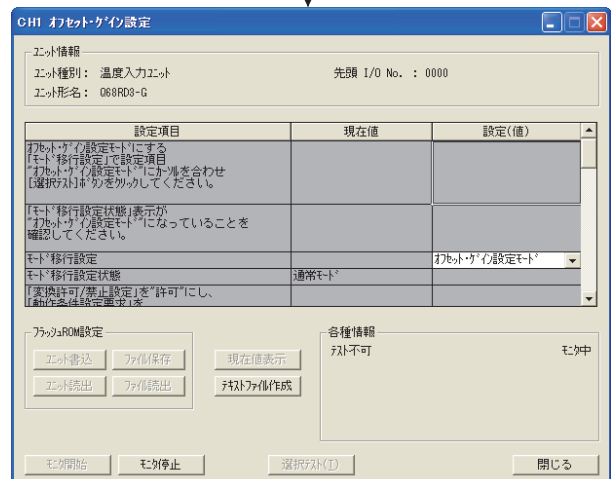 CH1 ｵﾌｾｯﾄ･ｹﾞｲﾝ設定
ﾕﾆｯﾄ情報
ﾕﾆｯﾄ種別： 温度入力ﾕﾆｯﾄ 先頭 I/O No. : 0000
ﾕﾆｯﾄ形名： Q68RD3-G
設定項目 現在値 設定(値)
ｵﾌｾｯﾄ･ｹﾞｲﾝ設定ﾓｰﾄﾞにする
｢ﾓｰﾄﾞ移行設定｣で設定項目
"ｵﾌｾｯﾄ･ｹﾞｲﾝ設定ﾓｰﾄﾞ"にｶｰｿﾙを合わせ
[選択ﾃｽﾄ]ﾎﾞﾀﾝをｸﾘｯｸしてください。
｢ﾓｰﾄﾞ移行設定状態｣表示が
"ｵﾌｾｯﾄ･ｹﾞｲﾝ設定ﾓｰﾄﾞ"になっていることを
確認してください。
ﾓｰﾄﾞ移行設定 ｵﾌｾｯﾄ･ｹﾞｲﾝ設定ﾓｰﾄﾞ
ﾓｰﾄﾞ移行設定状態 通常ﾓｰﾄﾞ
｢変換許可/禁止設定｣を"許可"にし、
｢動作条件設定要求｣を
ﾌﾗｯｼｭROM設定
ﾕﾆｯﾄ書込 ﾌｧｲﾙ保存 現在値表示
ﾕﾆｯﾄ読出 ﾌｧｲﾙ読出 ﾃｷｽﾄﾌｧｲﾙ作成
各種情報
ﾃｽﾄ不可 ﾓﾆﾀ中
ﾓﾆﾀ開始 ﾓﾆﾀ停止 選択ﾃｽﾄ(T) 閉じる